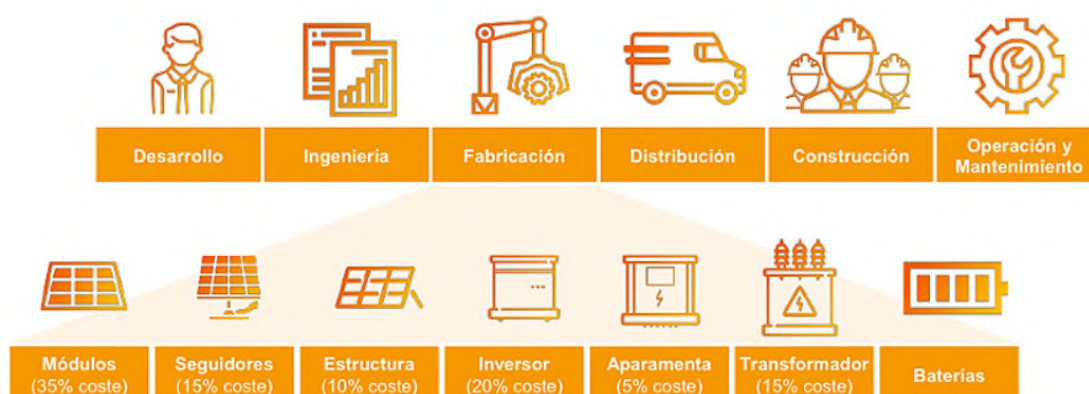 Desarrollo
Ingenieria
Fabricación
Distribución
Construcción
Operación y
Mantenimiento
Módulos
(35% coste)
Seguidores
(15% coste)
Estructura
(10% coste)
Inversor
(20% coste)
Aparamenta
(5% coste)
Transformador
(15% coste)
Baterías